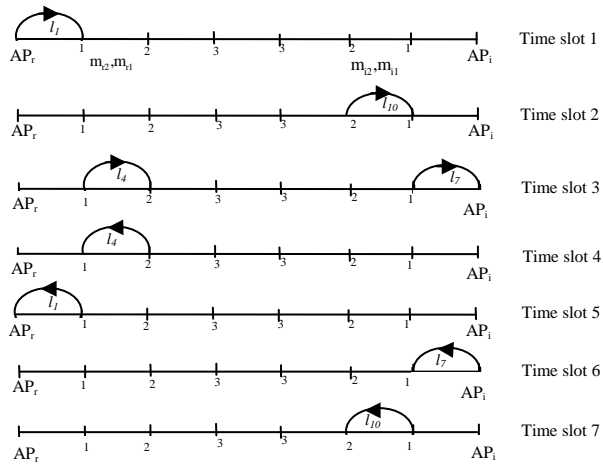 l1
APr 1 2 3 3 2 1 APi Time slot 1
mr2,mr1 mi2,mi1
l10
APr 1 2 3 3 2 1 APi Time slot 2
l4 l7
APr 1 2 3 3 2 1 APi Time slot 3
l4
APr 1 2 3 3 2 1 APi Time slot 4
l1
APr 1 2 3 3 2 1 APi Time slot 5
l7
APr 1 2 3 3 2 1 APi Time slot 6
l10
APr 1 2 3 3 2 1 APi Time slot 7